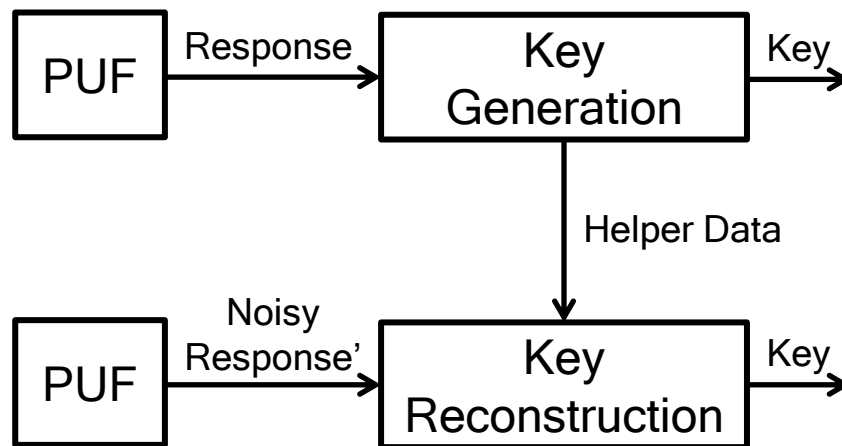 PUF
Response
Key
Generation
Key
Helper Data
PUF
Noisy
Response’
Key
Reconstruction
Key